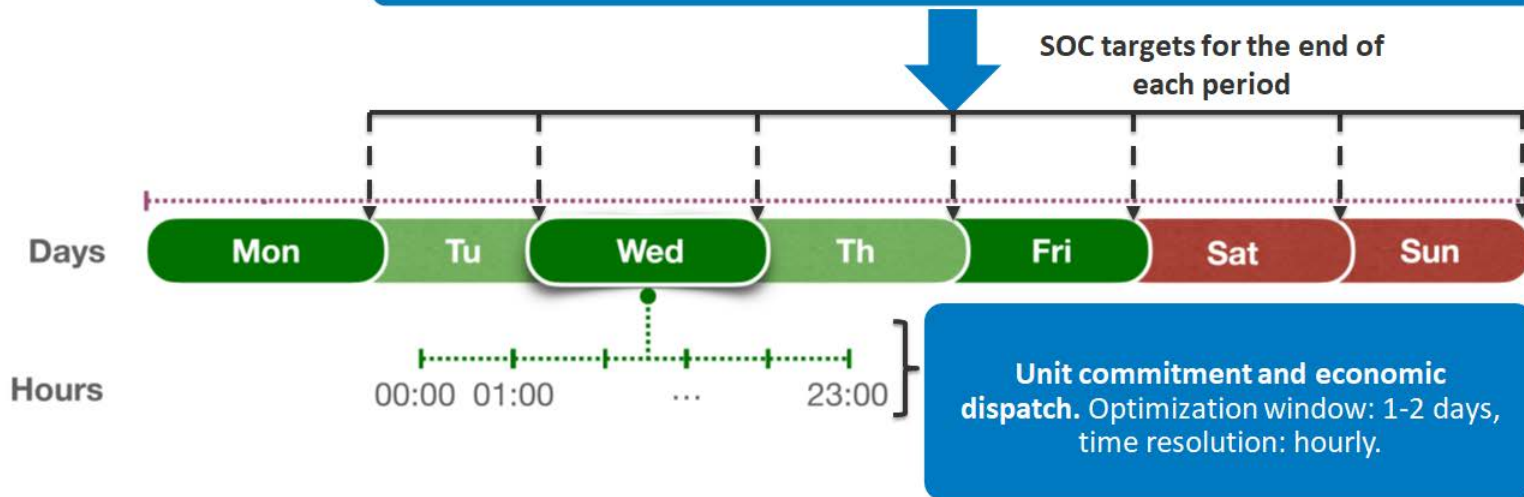 SOC targets for the end of
each period
Days
Mon
Tu
Wed
Th
Fri
Sat
Sun
Hours
00:00 01:00 ... 23:00
Unit commitment and economic
dispatch. Optimization window: 1-2 days,
time resolution: hourly.